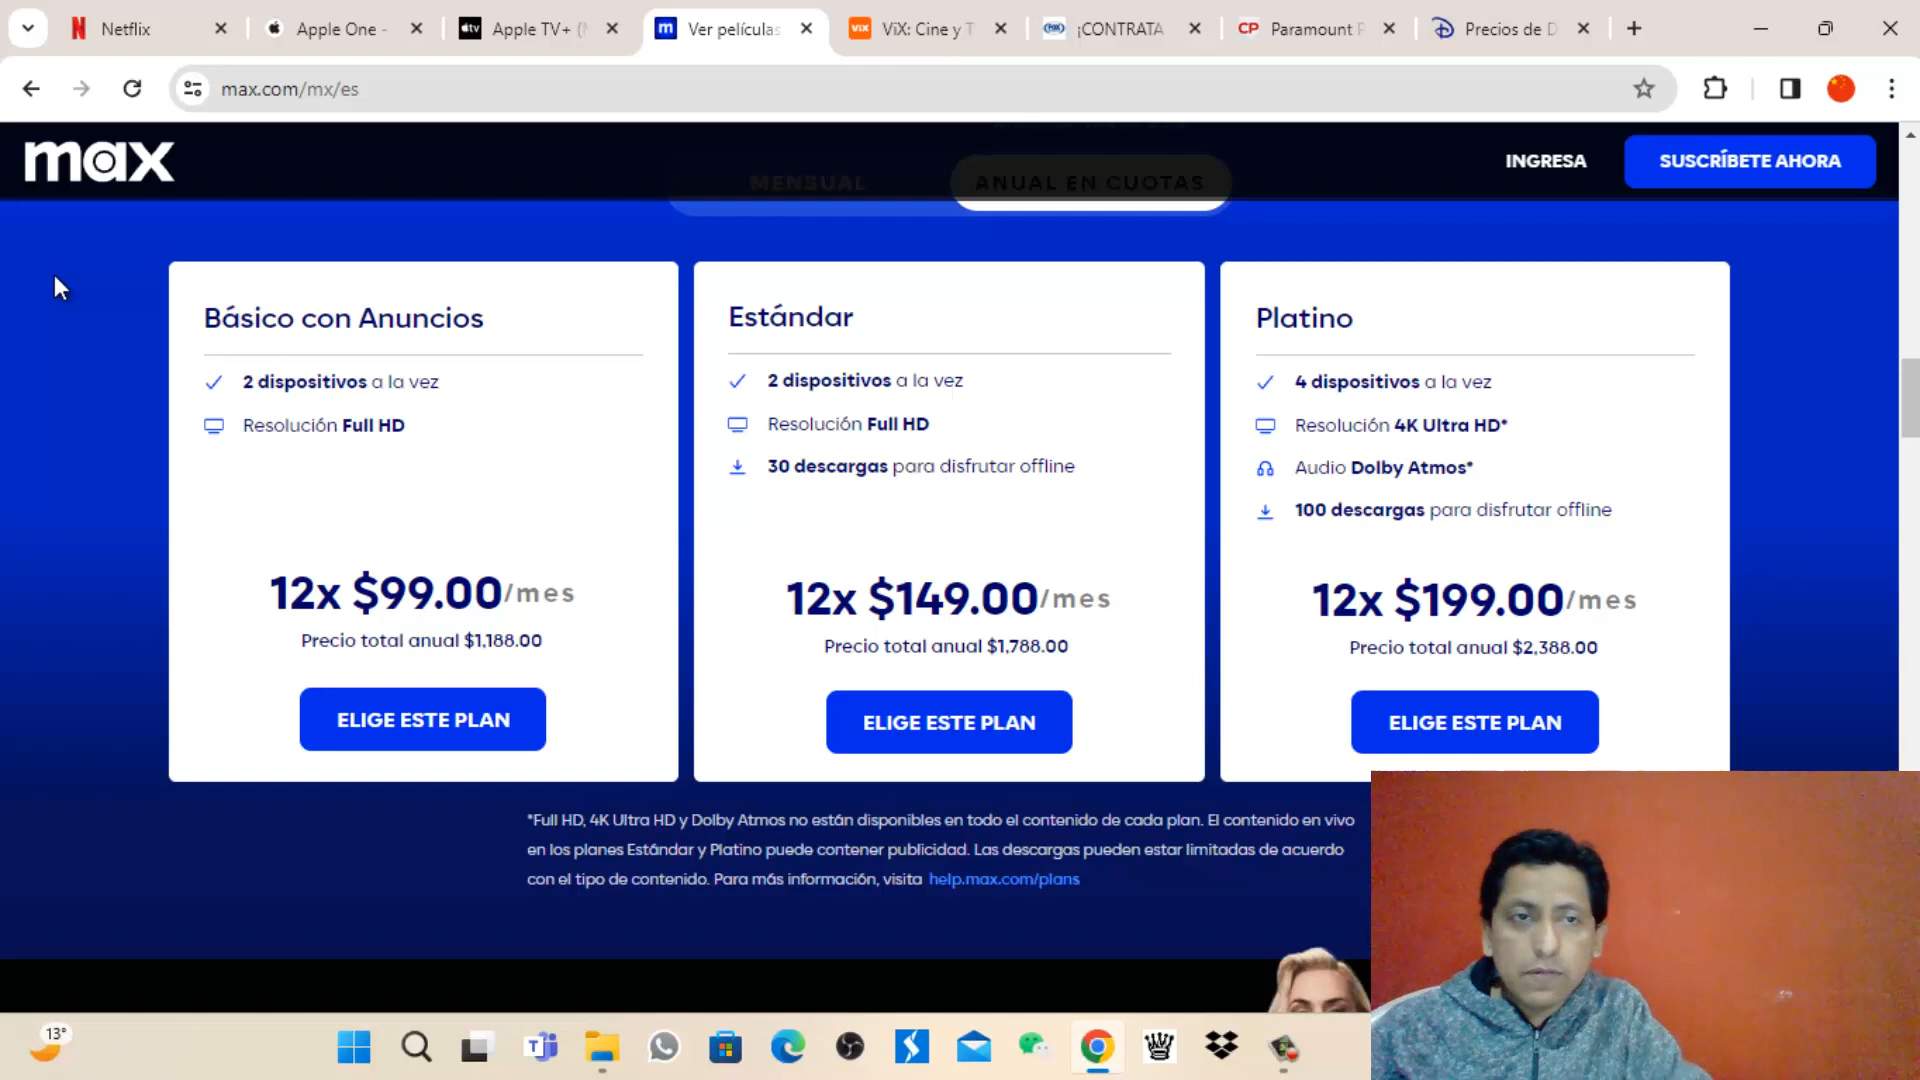 Netflix
Apple One -
Apple TV+ (
Ver películas
ViX: Cine y T
¡CONTRATA
Paramount P
Precios de D
max.com/mx/es
max
INGRESA
SUSCRÍBETE AHORA
MENSUAL
ANUAL EN CUOTAS
Básico con Anuncios
2 dispositivos a la vez
Resolución Full HD
12x $99.00/mes
Precio total anual $1,188.00
ELIGE ESTE PLAN
Estándar
2 dispositivos a la vez
Resolución Full HD
30 descargas para disfrutar offline
12x $149.00/mes
Precio total anual $1,788.00
ELIGE ESTE PLAN
Platino
4 dispositivos a la vez
Resolución 4K Ultra HD*
Audio Dolby Atmos*
100 descargas para disfrutar offline
12x $199.00/mes
Precio total anual $2,388.00
ELIGE ESTE PLAN
*Full HD, 4K Ultra HD y Dolby Atmos no están disponibles en todo el contenido de cada plan. El contenido en vivo
en los planes Estándar y Platino puede contener publicidad. Las descargas pueden estar limitadas de acuerdo
con el tipo de contenido. Para más información, visita help.max.com/plans
13°